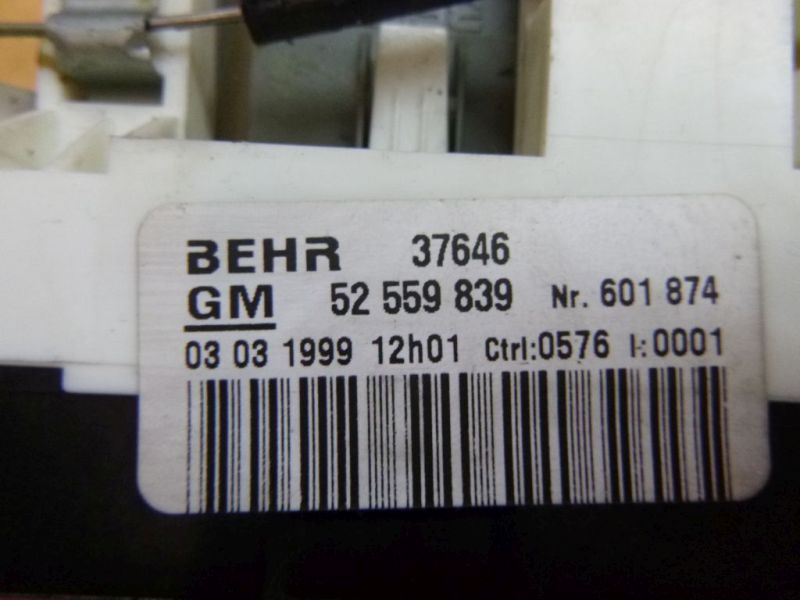 BEHR 37646
GM 52 559 839 Nr. 601 874
03 03 1999 12h01 Ctrl:0576 I-:0001